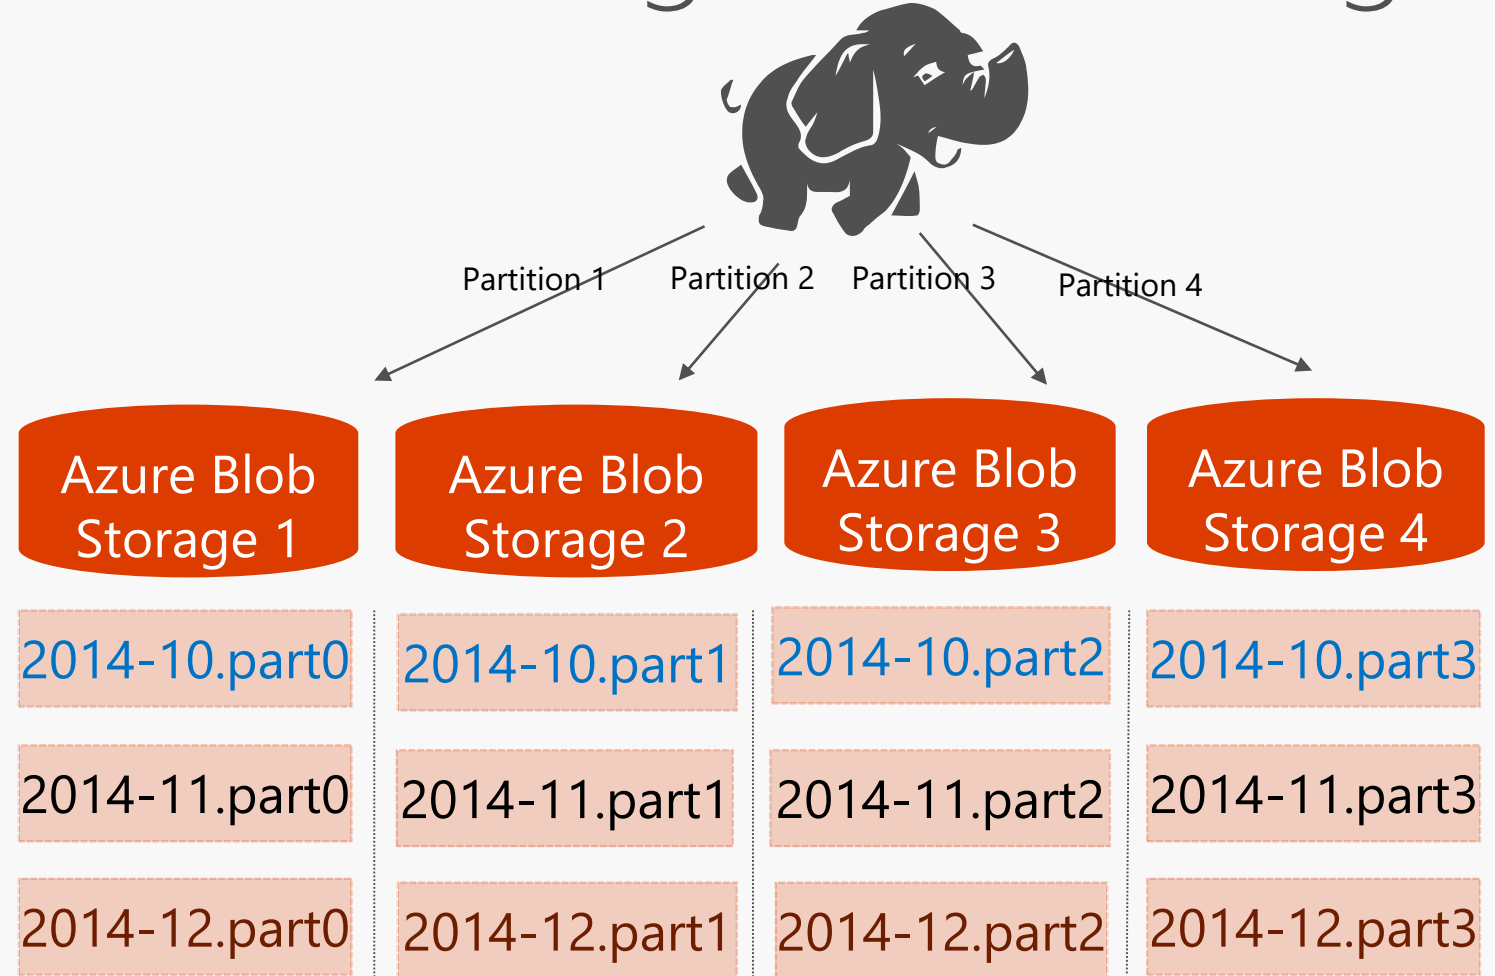 Partition 1
Partition 2
Partition 3
Partition 4
Azure Blob
Storage 1
Azure Blob
Storage 2
Azure Blob
Storage 3
Azure Blob
Storage 4
2014-10.part0
2014-10.part1
2014-10.part2
2014-10.part3
2014-11.part0
2014-11.part1
2014-11.part2
2014-11.part3
2014-12.part0
2014-12.part1
2014-12.part2
2014-12.part3